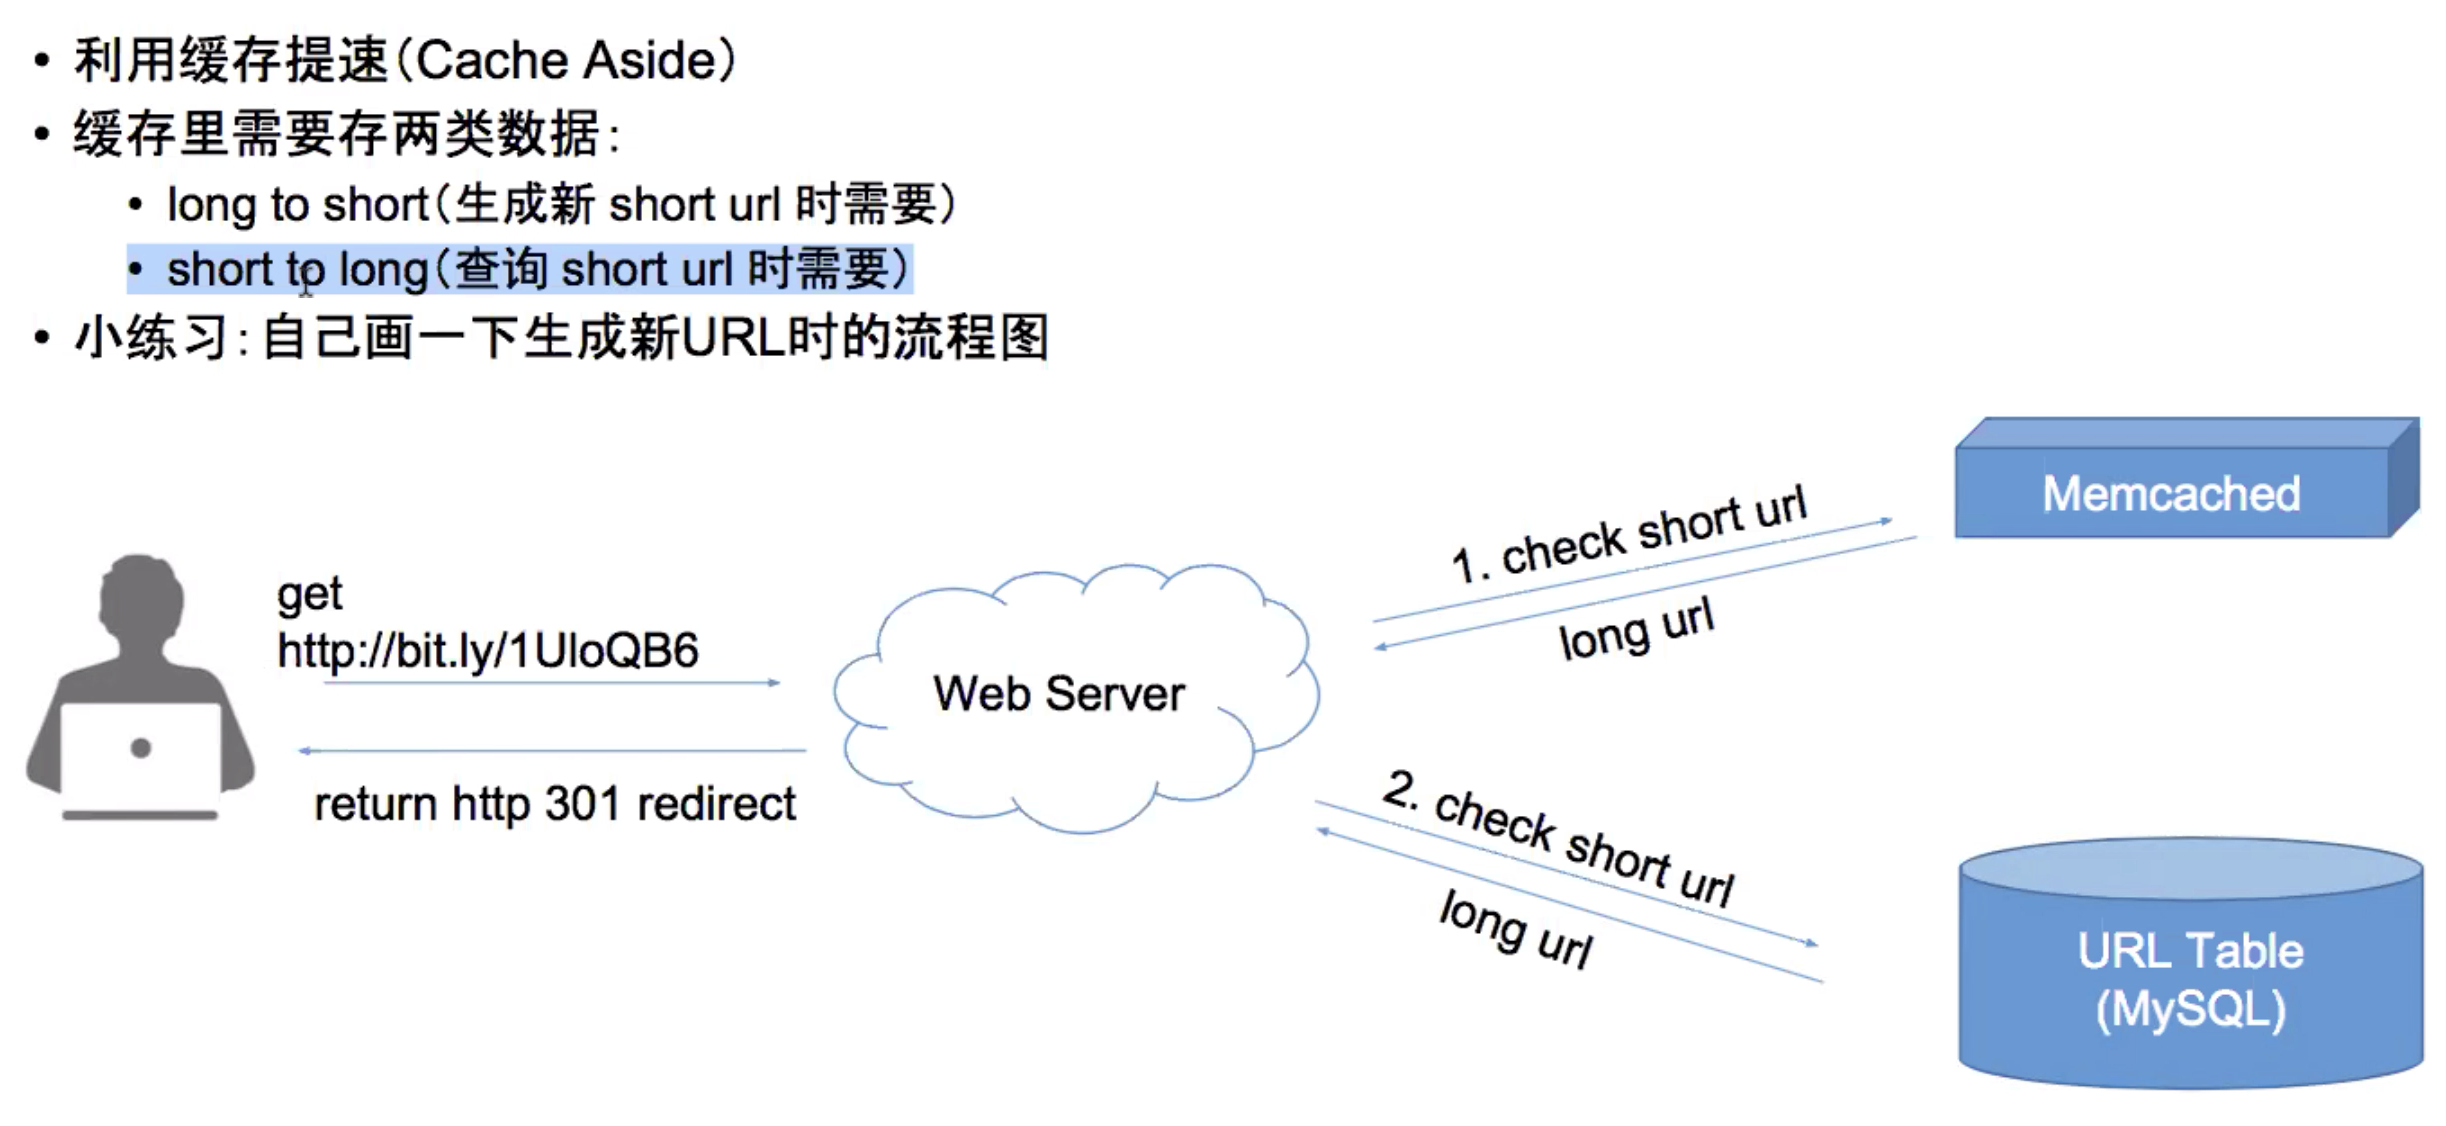 • 利用缓存提速（Cache Aside）
• 缓存里需要存两类数据：
• long to short（生成新 short url 时需要）
• short to long（查询 short url 时需要）
• 小练习：自己画一下生成新URL时的流程图
Memcached
1. check short url
long url
get
http://bit.ly/1UloQB6
Web Server
return http 301 redirect
2. check short url
long url
URL Table
(MySQL)